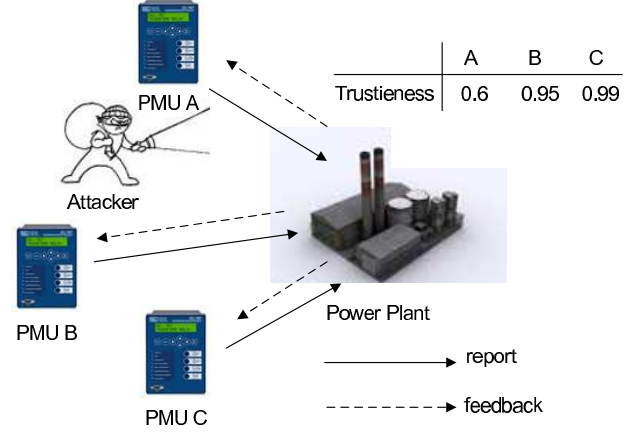 A B C
Trustieness 0.6 0.95 0.99
PMU A
Attacker
PMU B
Power Plant
PMU C
report
feedback